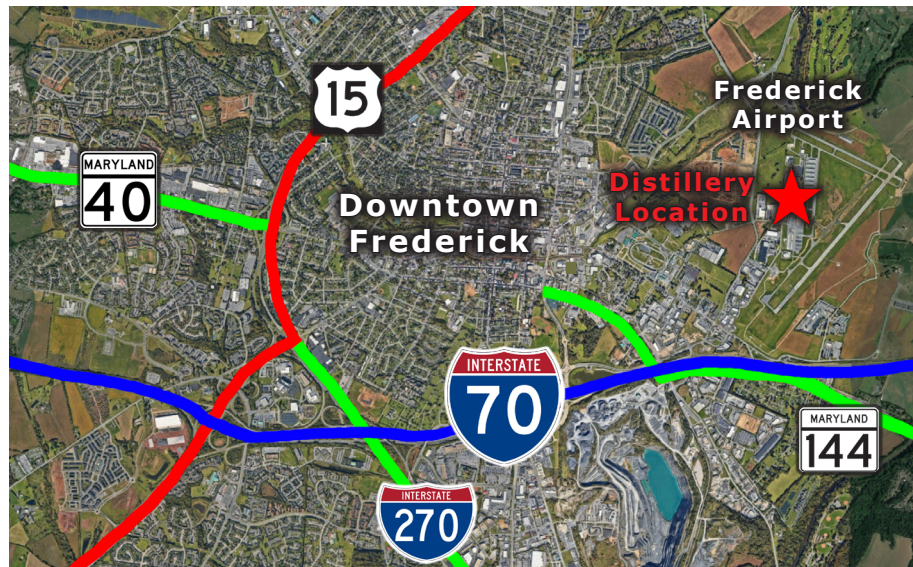 15
Frederick
Airport
MARYLAND
40
Distillery
Location
Downtown
Frederick
INTERSTATE
70
MARYLAND
144
INTERSTATE
270